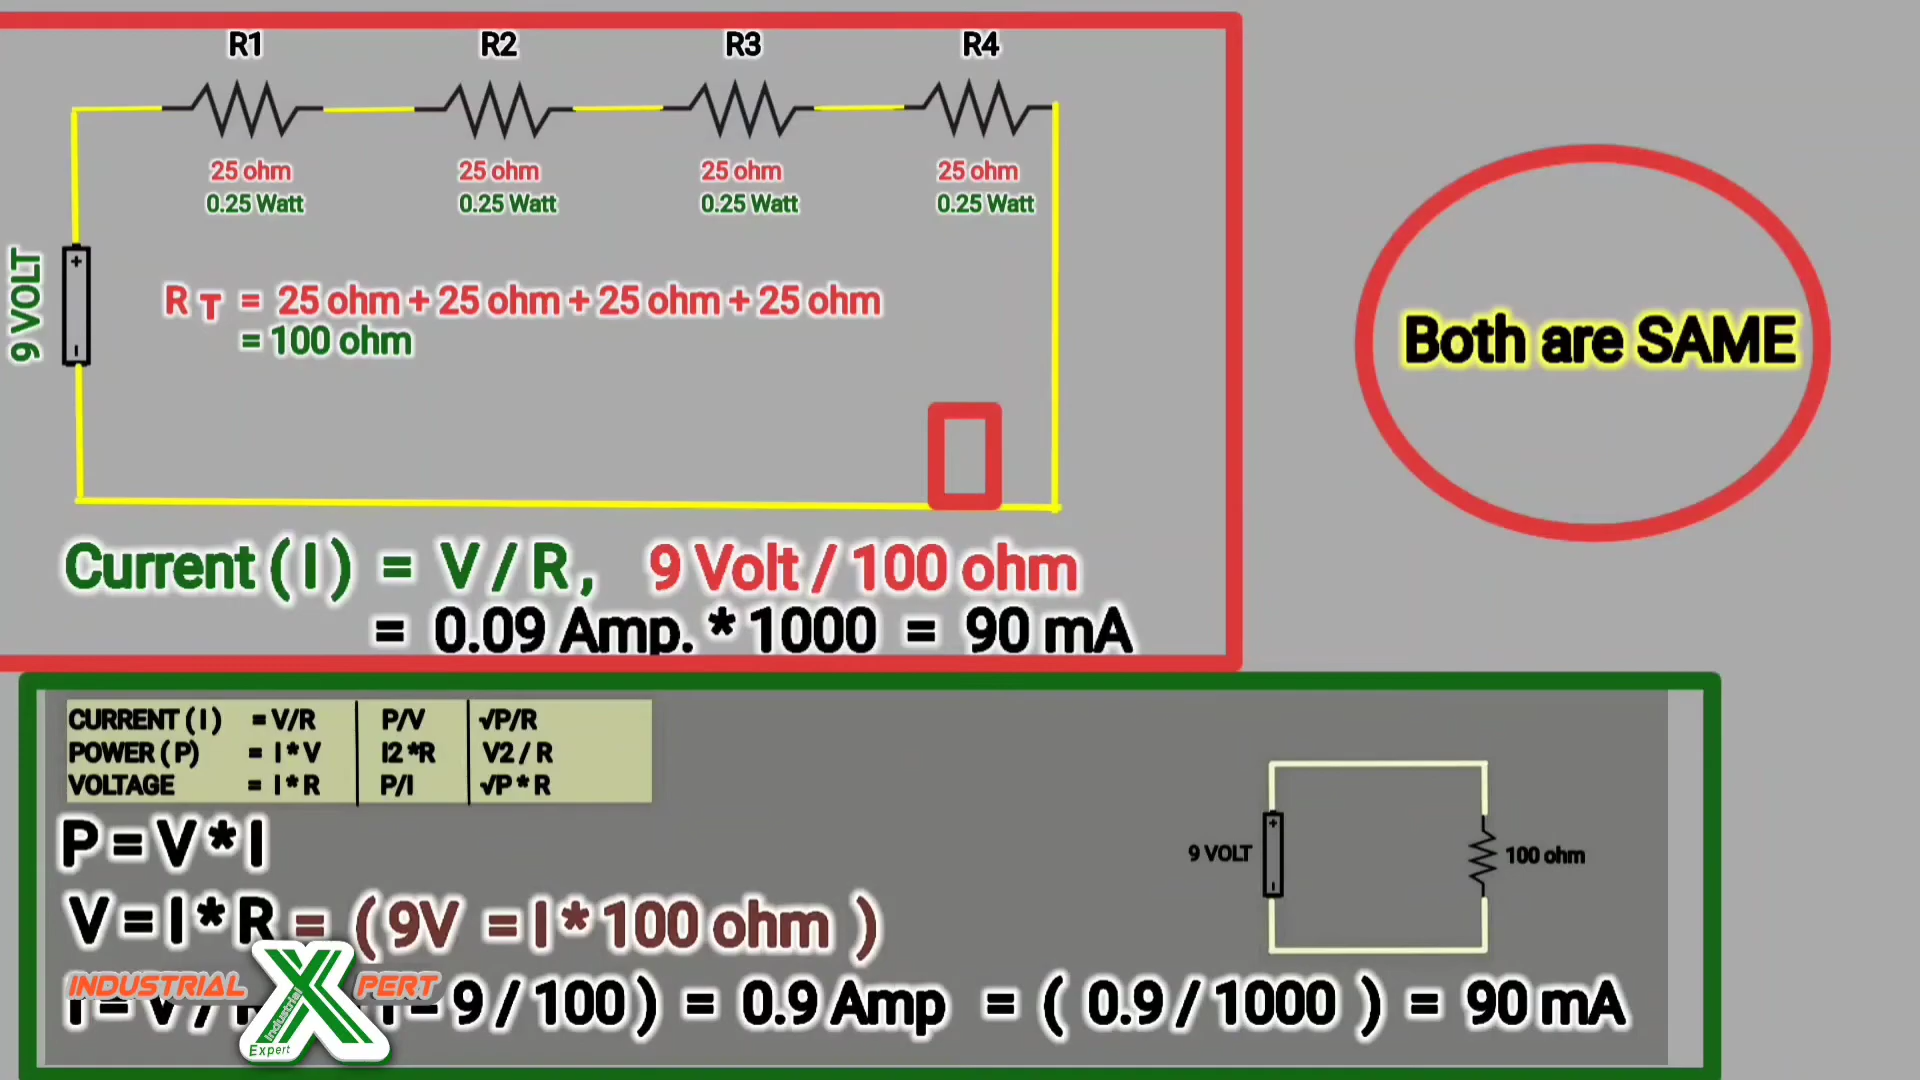 R1 R2 R3 R4
25 ohm 25 ohm 25 ohm 25 ohm
0.25 Watt 0.25 Watt 0.25 Watt 0.25 Watt
9 VOLT
+
-
R T = 25 ohm + 25 ohm + 25 ohm + 25 ohm
= 100 ohm
Both are SAME
Current ( I ) = V / R , 9 Volt / 100 ohm
= 0.09 Amp. * 1000 = 90 mA
CURRENT ( I ) = V/R P/V √P/R
POWER ( P) = I * V I2 *R V2 / R
VOLTAGE = I * R P/I √P * R
P = V * I
9 VOLT
+
-
100 ohm
V = I * R = ( 9V = I * 100 ohm )
INDUSTRIAL X PERT
I = V / 9 / 100 ) = 0.9 Amp = ( 0.9 / 1000 ) = 90 mA
Industrial
Expert